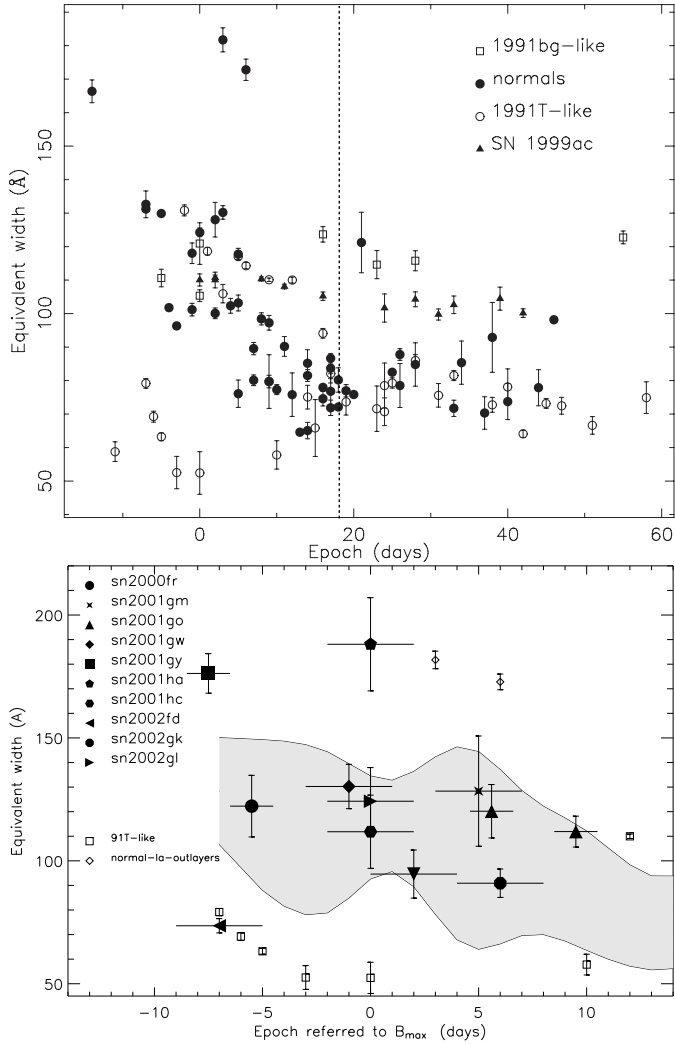 1991bg-like
normals
1991T-like
SN 1999ac
150
100
50
Equivalent width (Å)
0 20 40 60
Epoch (days)
sn2000fr
sn2001gm
sn2001go
sn2001gw
sn2001gy
sn2001ha
sn2001hc
sn2002fd
sn2002gk
sn2002gl
91T-like
normal-Ia-outlayers
200
150
100
50
Equivalent width (A)
-10 -5 0 5 10
Epoch referred to Bmax (days)